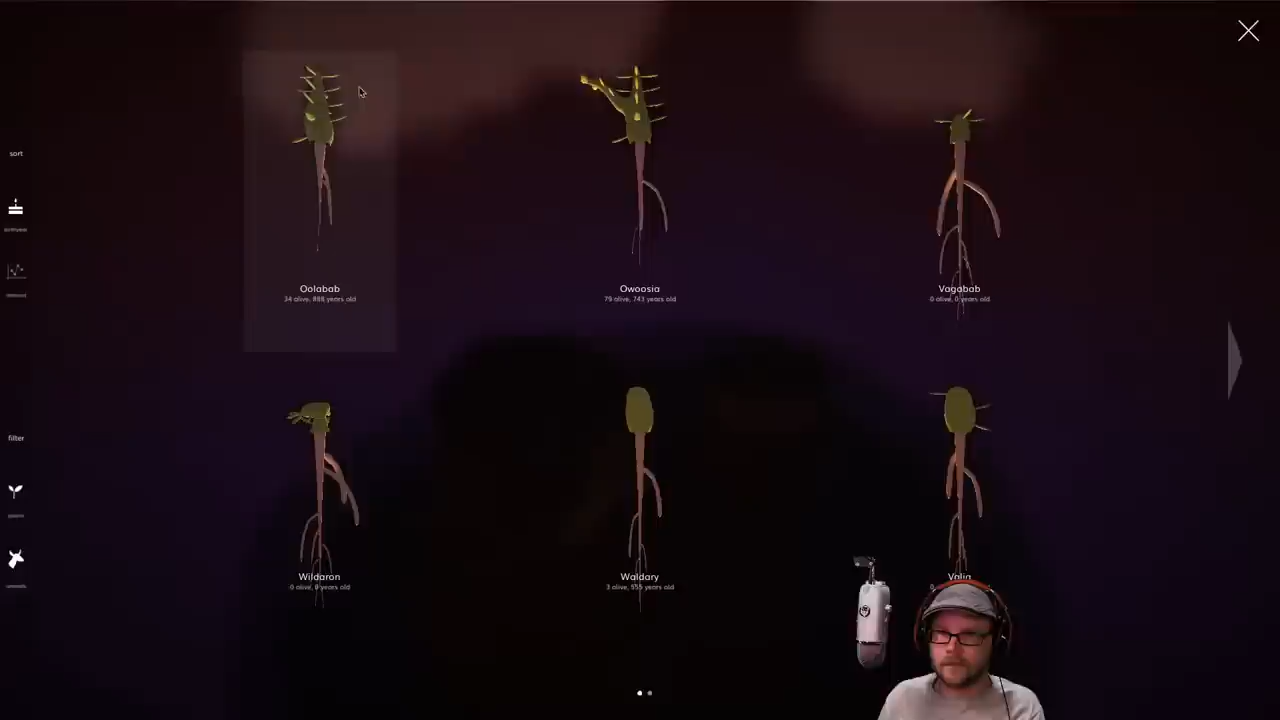 sort
Oolabab
34 alive, 888 years old
Owoosia
79 alive, 743 years old
Vagabab
0 alive, 0 years old
filter
Wildaron
0 alive, 0 years old
Waldary
3 alive, 555 years old
Valia